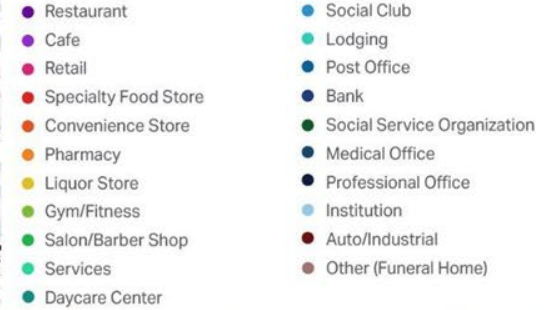 Restaurant
Cafe
Retail
Specialty Food Store
Convenience Store
Pharmacy
Liquor Store
Gym/Fitness
Salon/Barber Shop
Services
Daycare Center
Social Club
Lodging
Post Office
Bank
Social Service Organization
Medical Office
Professional Office
Institution
Auto/Industrial
Other (Funeral Home)